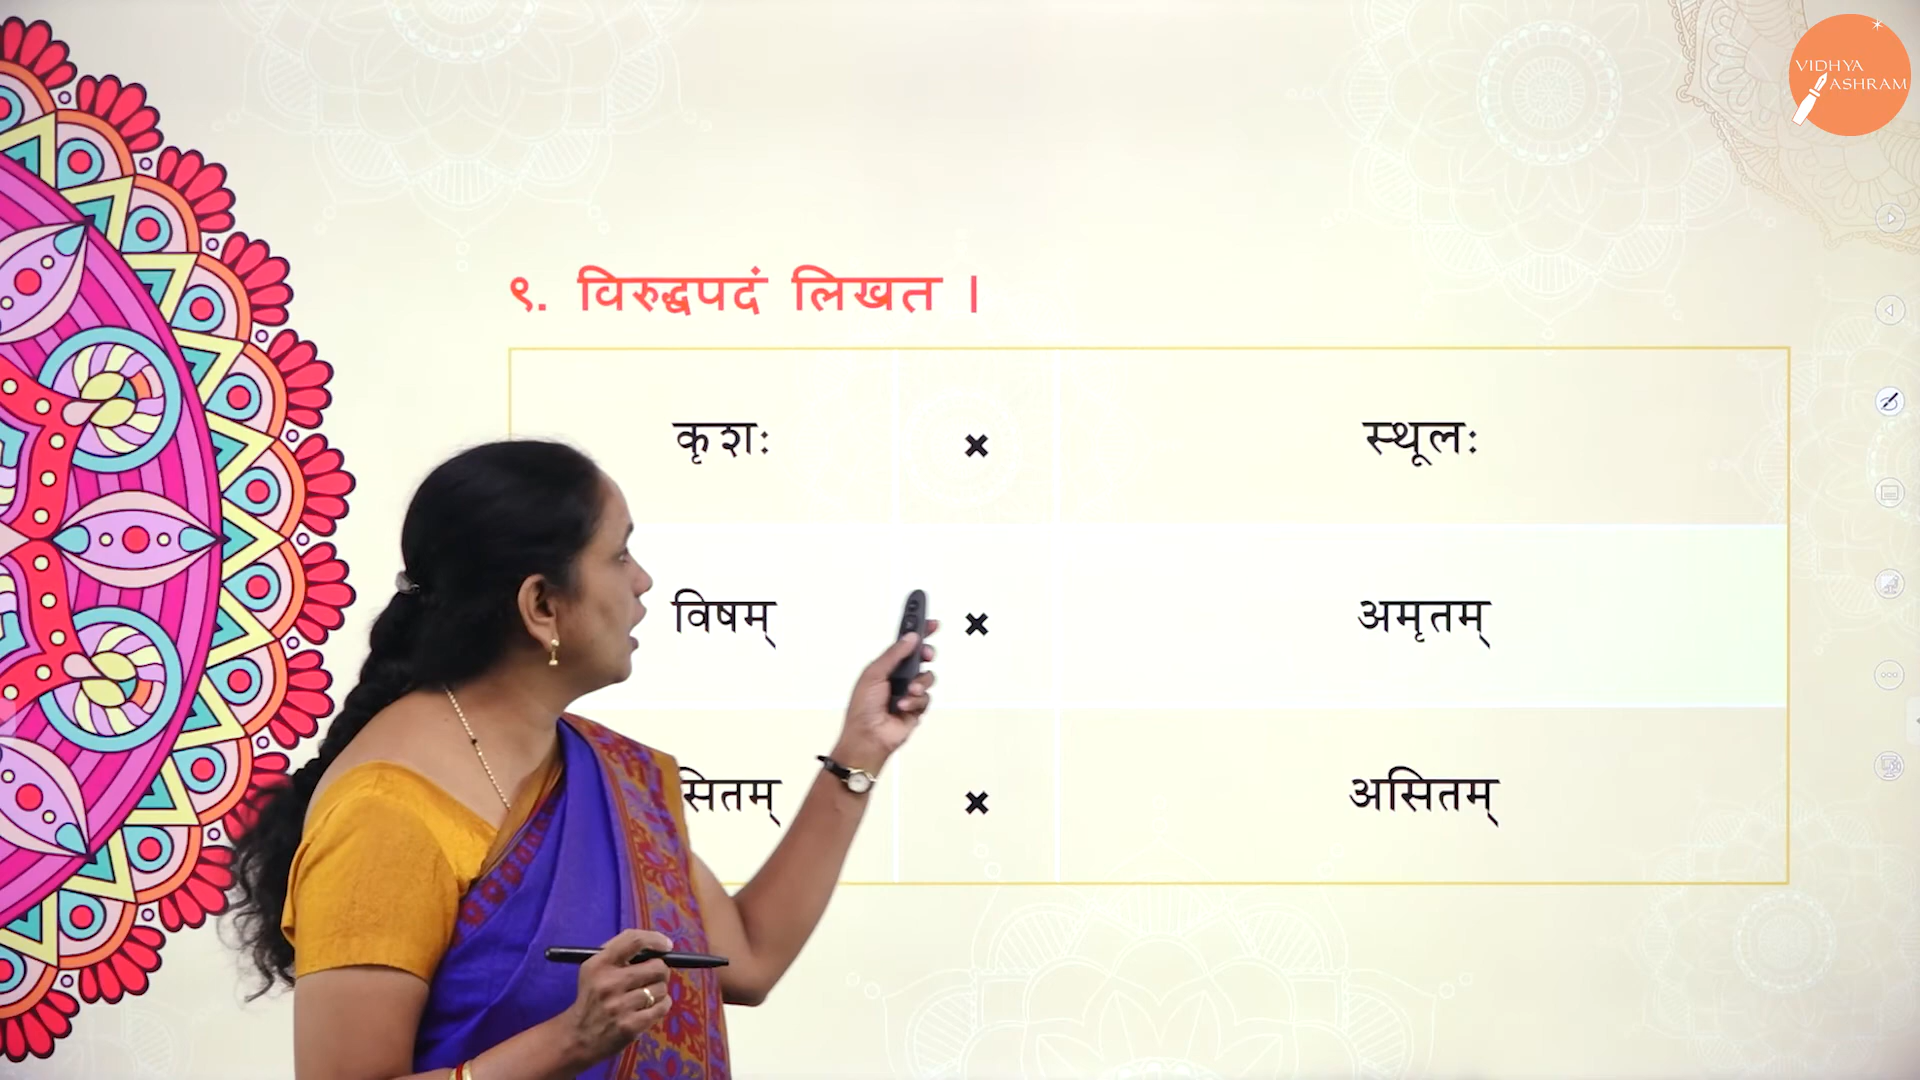 VIDHYA
ASHRAM
९. विरुद्धपदं लिखत ।
कृशः × स्थूलः
विषम् × अमृतम्
सितम् × असितम्